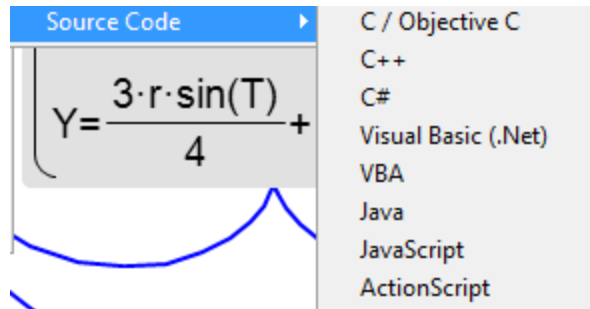 Source Code
Y=3·r·sin(T)/4+
C / Objective C
C++
C#
Visual Basic (.Net)
VBA
Java
JavaScript
ActionScript